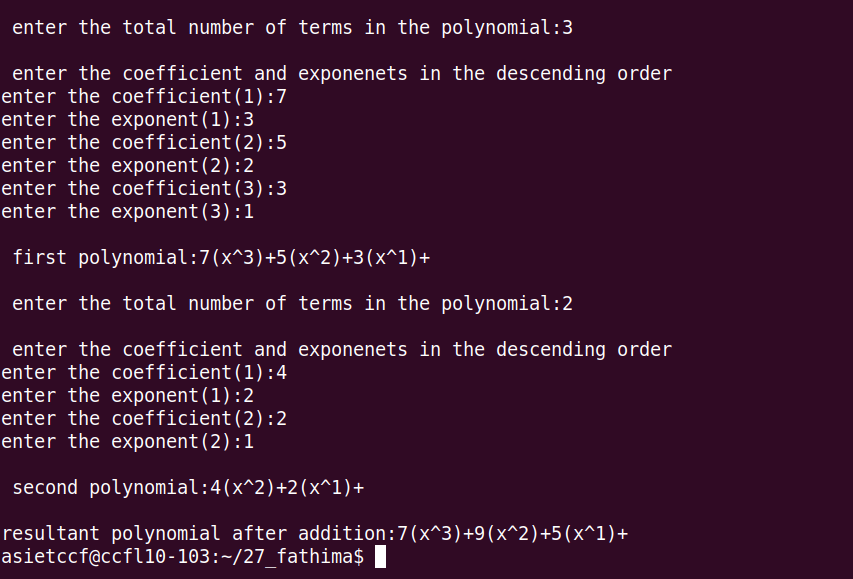 enter the total number of terms in the polynomial:3
enter the coefficient and exponenets in the descending order
enter the coefficient(1):7
enter the exponent(1):3
enter the coefficient(2):5
enter the exponent(2):2
enter the coefficient(3):3
enter the exponent(3):1
first polynomial:7(x^3)+5(x^2)+3(x^1)+
enter the total number of terms in the polynomial:2
enter the coefficient and exponenets in the descending order
enter the coefficient(1):4
enter the exponent(1):2
enter the coefficient(2):2
enter the exponent(2):1
second polynomial:4(x^2)+2(x^1)+
resultant polynomial after addition:7(x^3)+9(x^2)+5(x^1)+
asietccf@ccfl10-103:~/27_fathima$